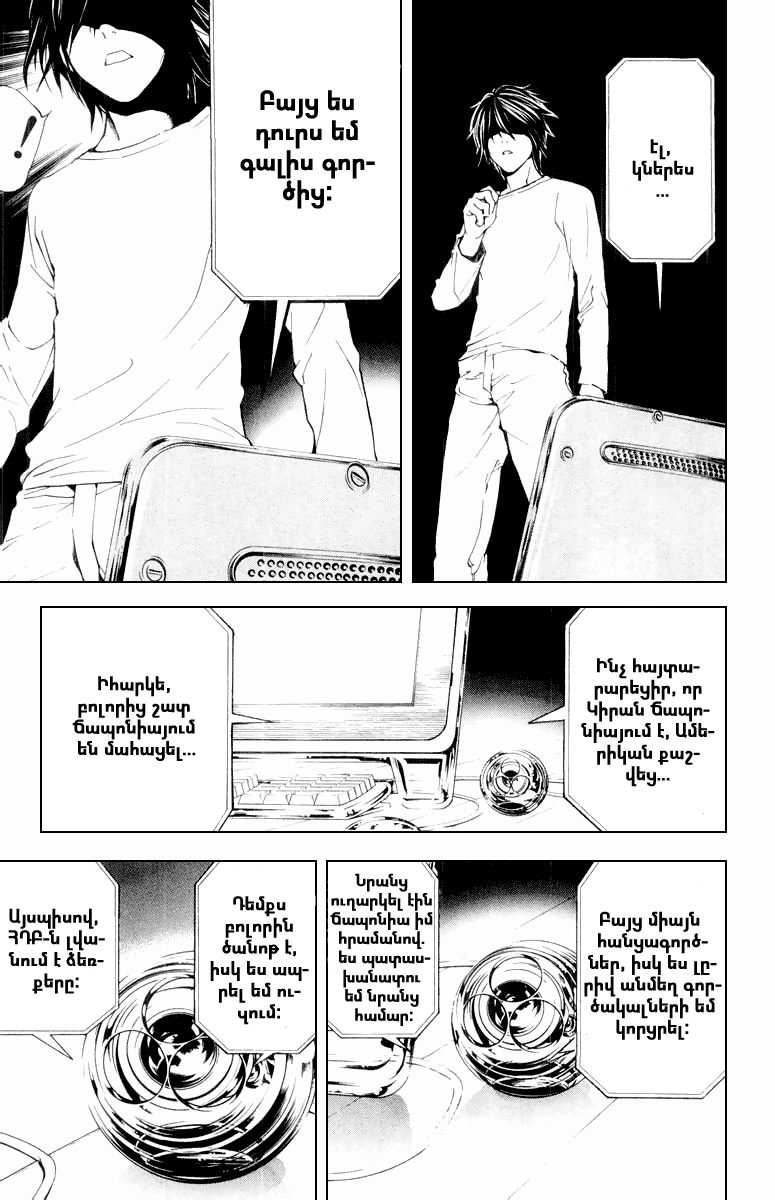 էլ,
կներես
...
Բայց ես
դուրս եմ
գալիս գոր-
ծից:
!
Ինչ հայտա-
րարեցիր, որ
Կիրան ճապո-
նիայում է, Ամե-
րիկան քաշ-
վեց...
Իհարկե,
բոլորից շատ
ճապոնիայում
են մահացել...
Բայց միայն
հանցագործ-
ներ, իսկ ես լը-
րիվ անմեղ գոր-
ծակալների եմ
կորցրել:
Նրանց
ուղարկել էին
ճապոնիա իմ
հրամանով.
ես պատաս-
խանատու
եմ նրանց
համար:
Դեմքս
բոլորին
ծանոթ է,
իսկ ես ապ-
րել եմ ու-
զում:
Այսպիսով,
ՀԴԲ-ն լվա-
նում է ձեռ-
քերը: